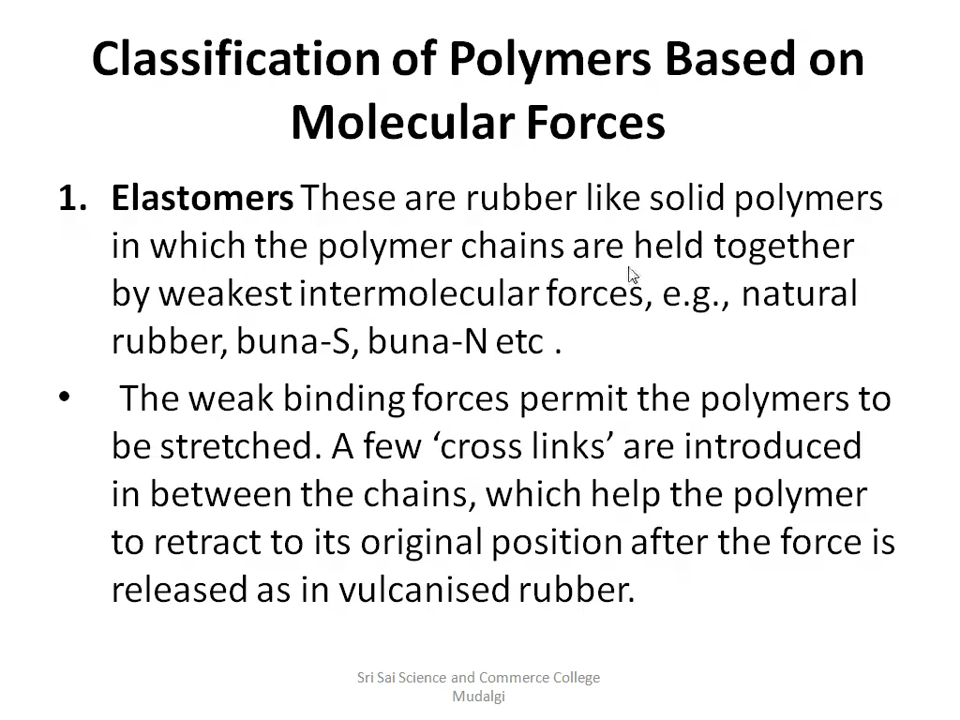 Classification of Polymers Based on
Molecular Forces
1. Elastomers These are rubber like solid polymers
in which the polymer chains are held together
by weakest intermolecular forces, e.g., natural
rubber, buna-S, buna-N etc .
• The weak binding forces permit the polymers to
be stretched. A few ‘cross links’ are introduced
in between the chains, which help the polymer
to retract to its original position after the force is
released as in vulcanised rubber.
Sri Sai Science and Commerce College
Mudalgi